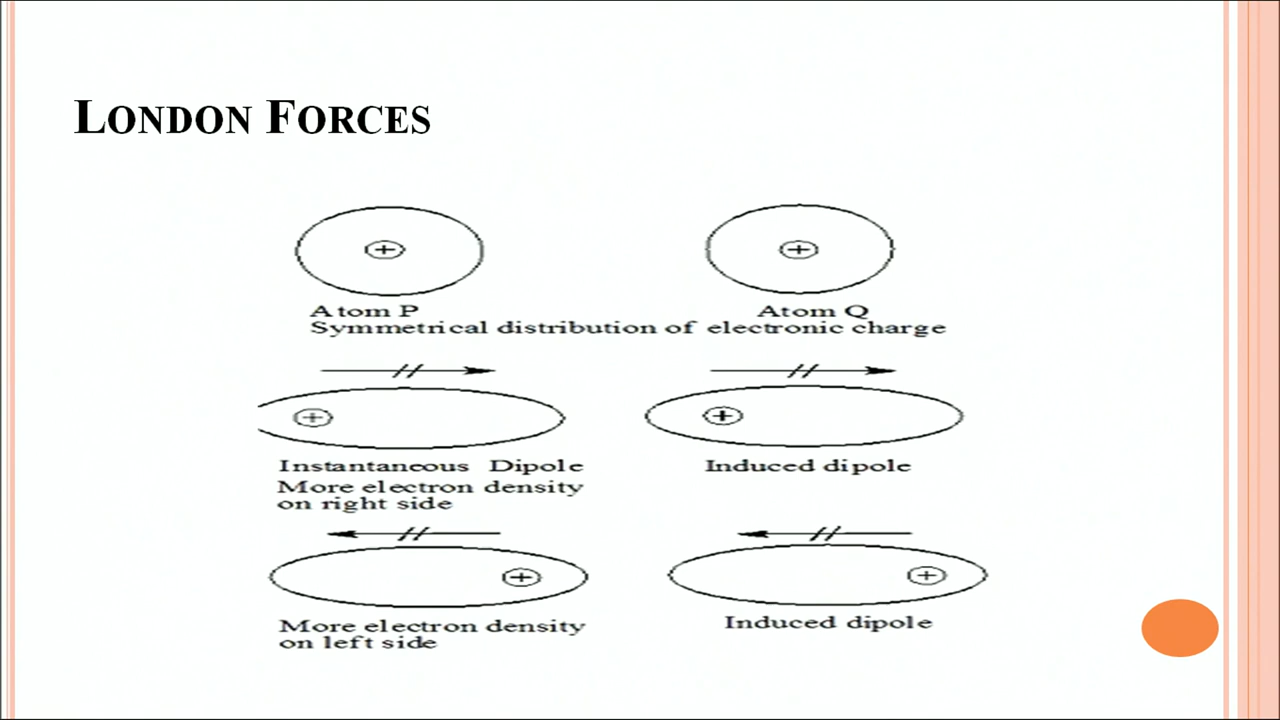 LONDON FORCES
+
+
Atom P
Atom Q
Symmetrical distribution of electronic charge
+
+
Instantaneous Dipole
Induced dipole
More electron density
on right side
+
+
More electron density
on left side
Induced dipole